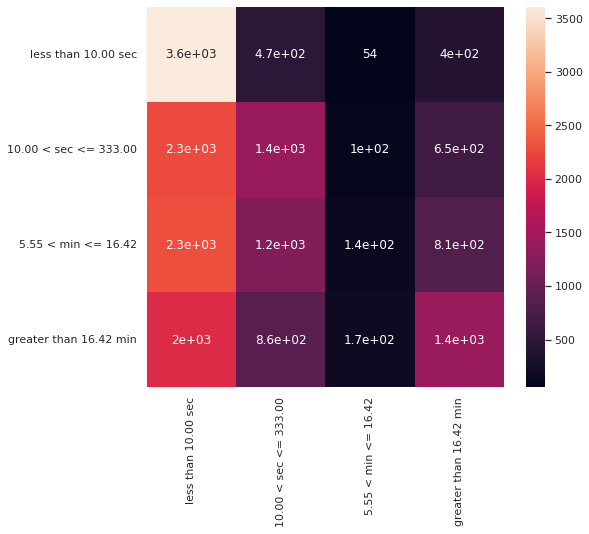 less than 10.00 sec 3.6e+03 4.7e+02 54 4e+02
10.00 < sec <= 333.00 2.3e+03 1.4e+03 1e+02 6.5e+02
5.55 < min <= 16.42 2.3e+03 1.2e+03 1.4e+02 8.1e+02
greater than 16.42 min 2e+03 8.6e+02 1.7e+02 1.4e+03
less than 10.00 sec
10.00 < sec <= 333.00
5.55 < min <= 16.42
greater than 16.42 min
3500
3000
2500
2000
1500
1000
500